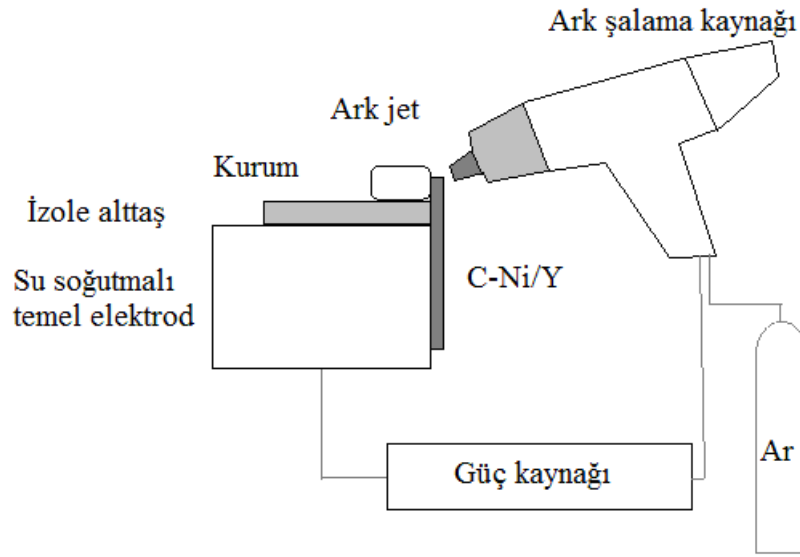 Ark şalama kaynağı
Ark jet
Kurum
İzole alttaş
Su soğutmalı
temel elektrod
C-Ni/Y
Güç kaynağı
Ar